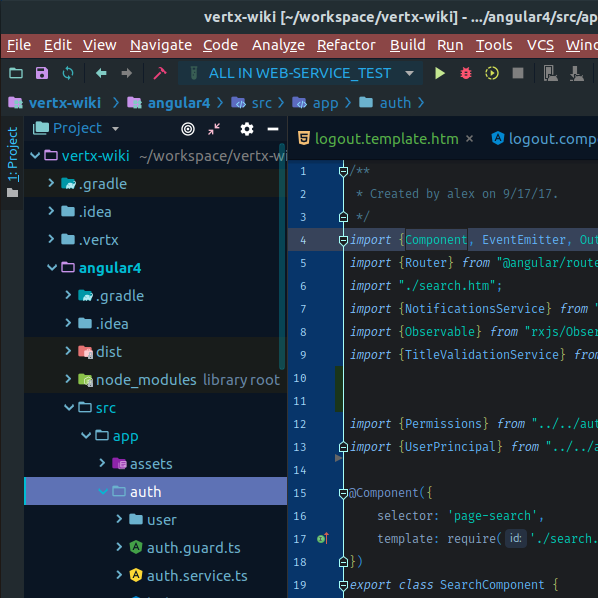 vertx-wiki [~/workspace/vertx-wiki] - .../angular4/src/ap
File Edit View Navigate Code Analyze Refactor Build Run Tools VCS Wind
ALL IN WEB-SERVICE_TEST
vertx-wiki angular4 src app auth
1: Project
Project
logout.template.htm × logout.comp
vertx-wiki ~/workspace/vertx-wi
.gradle
.idea
.vertx
angular4
.gradle
.idea
dist
node_modules library root
src
app
assets
auth
user
auth.guard.ts
auth.service.ts
1 /**
2 * Created by alex on 9/17/17.
3 */
4 import {Component, EventEmitter, Out
5 import {Router} from "@angular/route
6 import "./search.htm";
7 import {NotificationsService} from "
8 import {Observable} from "rxjs/Obser
9 import {TitleValidationService} from
10
11
12 import {Permissions} from "../../aut
13 import {UserPrincipal} from "../../a
14
15 @Component({
16 selector: 'page-search',
17 template: require( id: './search.
18 })
19 export class SearchComponent {